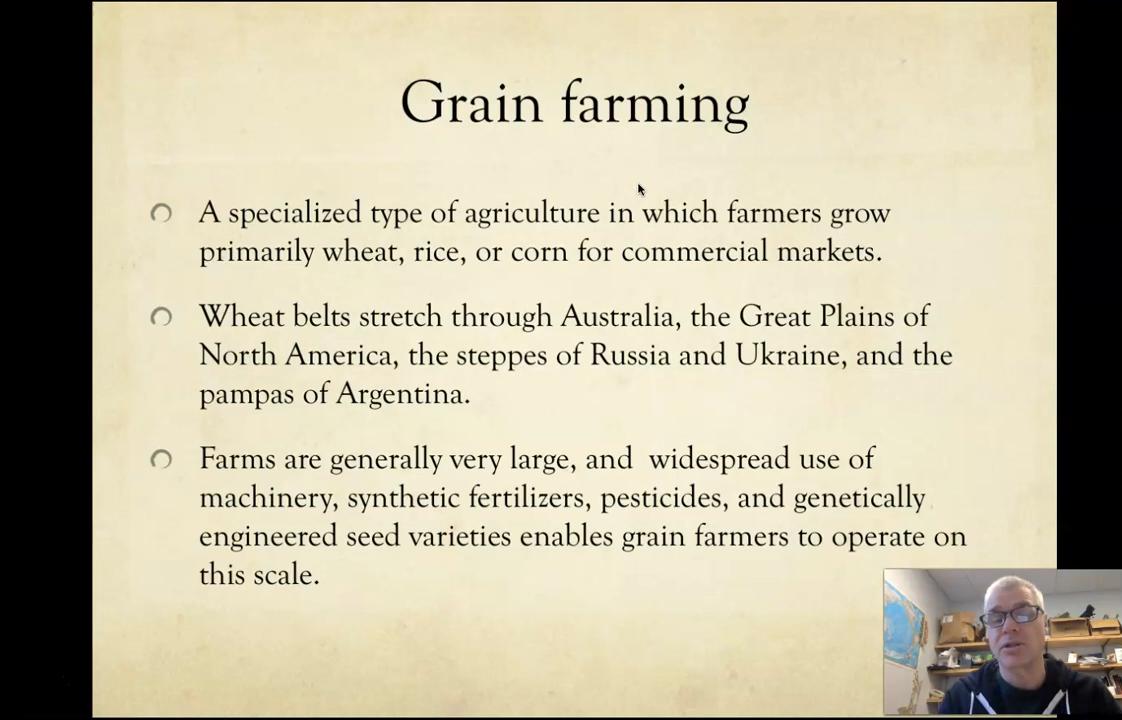 Grain farming
A specialized type of agriculture in which farmers grow
primarily wheat, rice, or corn for commercial markets.
Wheat belts stretch through Australia, the Great Plains of
North America, the steppes of Russia and Ukraine, and the
pampas of Argentina.
Farms are generally very large, and widespread use of
machinery, synthetic fertilizers, pesticides, and genetically
engineered seed varieties enables grain farmers to operate on
this scale.